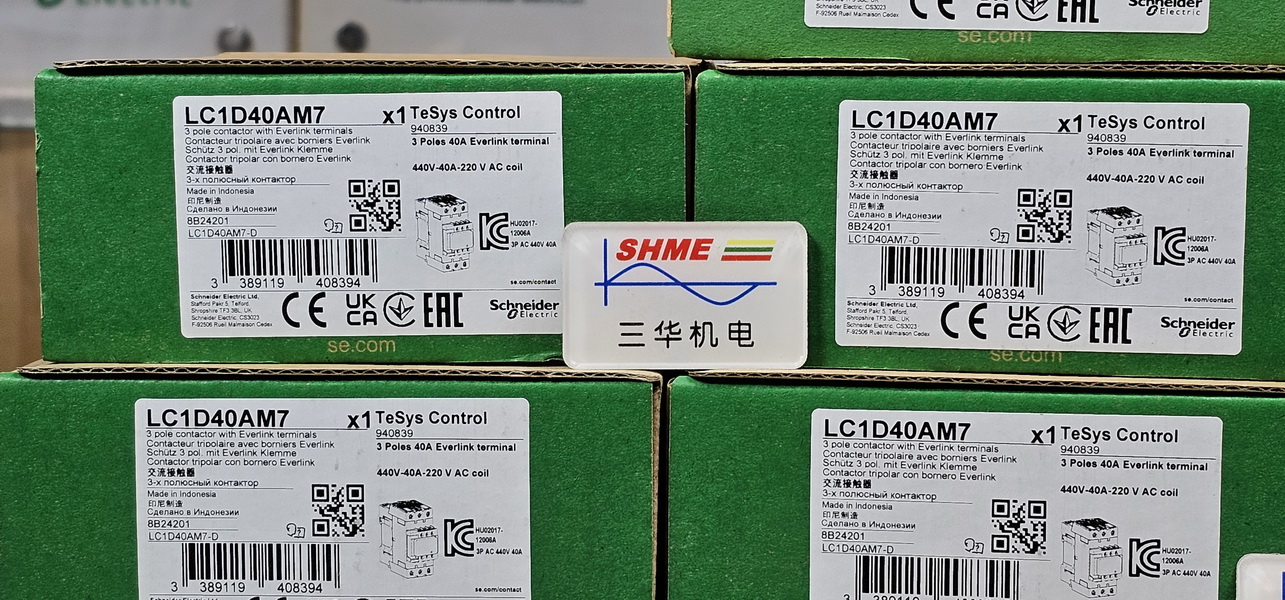 CE UK CA EAC
Schneider Electric
se.com
LC1D40AM7 x1
3 pole contactor with Everlink terminals
Contacteur tripolaire avec borniers Everlink
Schütz 3 pol. mit Everlink Klemme
Contactor tripolar con bornero Everlink
交流接触器
3-х полюсный контактор
Made in Indonesia
印尼制造
Сделано в Индонезии
8B24201
LC1D40AM7-D
3 389119 408394
TeSys Control
940839
3 Poles 40A Everlink terminal
440V-40A-220 V AC coil
HU02017-
12006A
3P AC 440V 40A
se.com/contact
Schneider Electric Ltd,
Stafford Pakr 5, Telford,
Shropshire TF3 3BL, UK
Schneider Electric, CS3023
F-92506 Rueil Malmaison Cedex
CE UK CA EAC
Schneider Electric
se.com
SHME
三华机电
LC1D40AM7 x1
3 pole contactor with Everlink terminals
Contacteur tripolaire avec borniers Everlink
Schütz 3 pol. mit Everlink Klemme
Contactor tripolar con bornero Everlink
交流接触器
3-х полюсный контактор
Made in Indonesia
印尼制造
Сделано в Индонезии
8B24201
LC1D40AM7-D
3 389119 408394
TeSys Control
940839
3 Poles 40A Everlink terminal
440V-40A-220 V AC coil
HU02017-
12006A
3P AC 440V 40A
se.com/contact
Schneider Electric Ltd,
Stafford Pakr 5, Telford,
Shropshire TF3 3BL, UK
Schneider Electric, CS3023
F-92506 Rueil Malmaison Cedex
CE UK CA EAC
Schneider Electric
se.com
LC1D40AM7 x1
3 pole contactor with Everlink terminals
Contacteur tripolaire avec borniers Everlink
Schütz 3 pol. mit Everlink Klemme
Contactor tripolar con bornero Everlink
交流接触器
3-х полюсный контактор
Made in Indonesia
印尼制造
Сделано в Индонезии
8B24201
LC1D40AM7-D
3 389119 408394
TeSys Control
940839
3 Poles 40A Everlink terminal
440V-40A-220 V AC coil
HU02017-
12006A
3P AC 440V 40A
se.com/contact
LC1D40AM7 x1
3 pole contactor with Everlink terminals
Contacteur tripolaire avec borniers Everlink
Schütz 3 pol. mit Everlink Klemme
Contactor tripolar con bornero Everlink
交流接触器
3-х полюсный контактор
Made in Indonesia
印尼制造
Сделано в Индонезии
8B24201
LC1D40AM7-D
TeSys Control
940839
3 Poles 40A Everlink terminal
440V-40A-220 V AC coil
HU02017-
12006A
3P AC 440V 40A